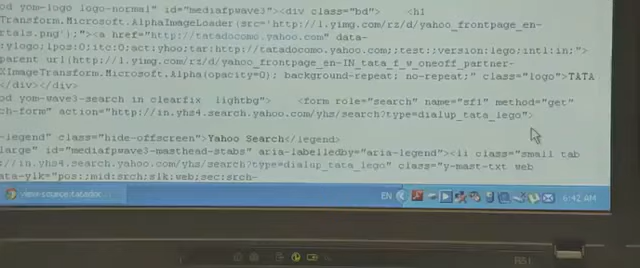 od yom-logo logo-normal" id="mediafpwave3"><div class="bd"> <h1
Transform.Microsoft.AlphaImageLoader(src='http://l.yimg.com/rz/d/yahoo_frontpage_en-
rtals.png');"><a href="http://tatadocomo.yahoo.com" data-
:ylogo;lpos:0;itc:0;act:yhoo;tar:http://tatadocomo.yahoo.com;;test:;version:lego;intl:in;">
parent url(http://l.yimg.com/rz/d/yahoo_frontpage_en-IN_tata_f_w_oneoff_partner-
XImageTransform.Microsoft.Alpha(opacity=0); background-repeat: no-repeat;" class="logo">TATA
</div></div>
od yom-wave3-search in clearfix lightbg"> <form role="search" name="sf1" method="get"
ch-form" action="http://in.yhs4.search.yahoo.com/yhs/search?type=dialup_tata_lego">
-legend" class="hide-offscreen">Yahoo Search</legend>
large" id="mediafpwave3-masthead-stabs" aria-labelledby="aria-legend"><li class="small tab
://in.yhs4.search.yahoo.com/yhs/search?type=dialup_tata_lego" class="y-mast-txt web
ata-ylk="pos::mid:srch;slk:web;sec:srch-
view-source:tatadoc...
EN
6:42 AM
R51